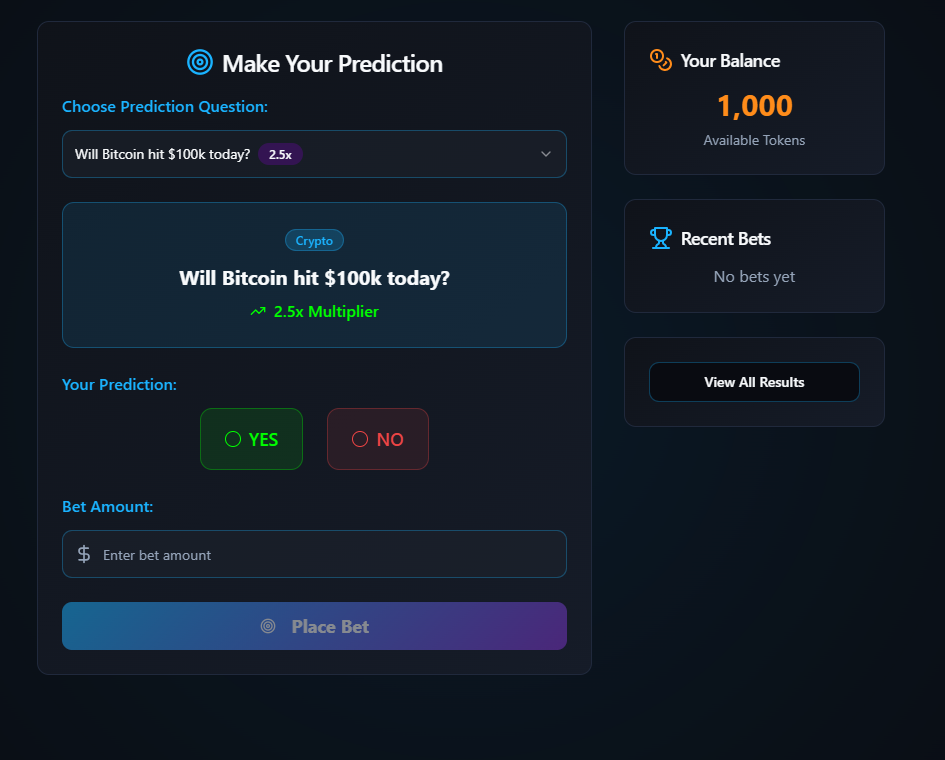 Make Your Prediction
Choose Prediction Question:
Will Bitcoin hit $100k today? 2.5x
Crypto
Will Bitcoin hit $100k today?
2.5x Multiplier
Your Prediction:
YES
NO
Bet Amount:
$ Enter bet amount
Place Bet
Your Balance
1,000
Available Tokens
Recent Bets
No bets yet
View All Results